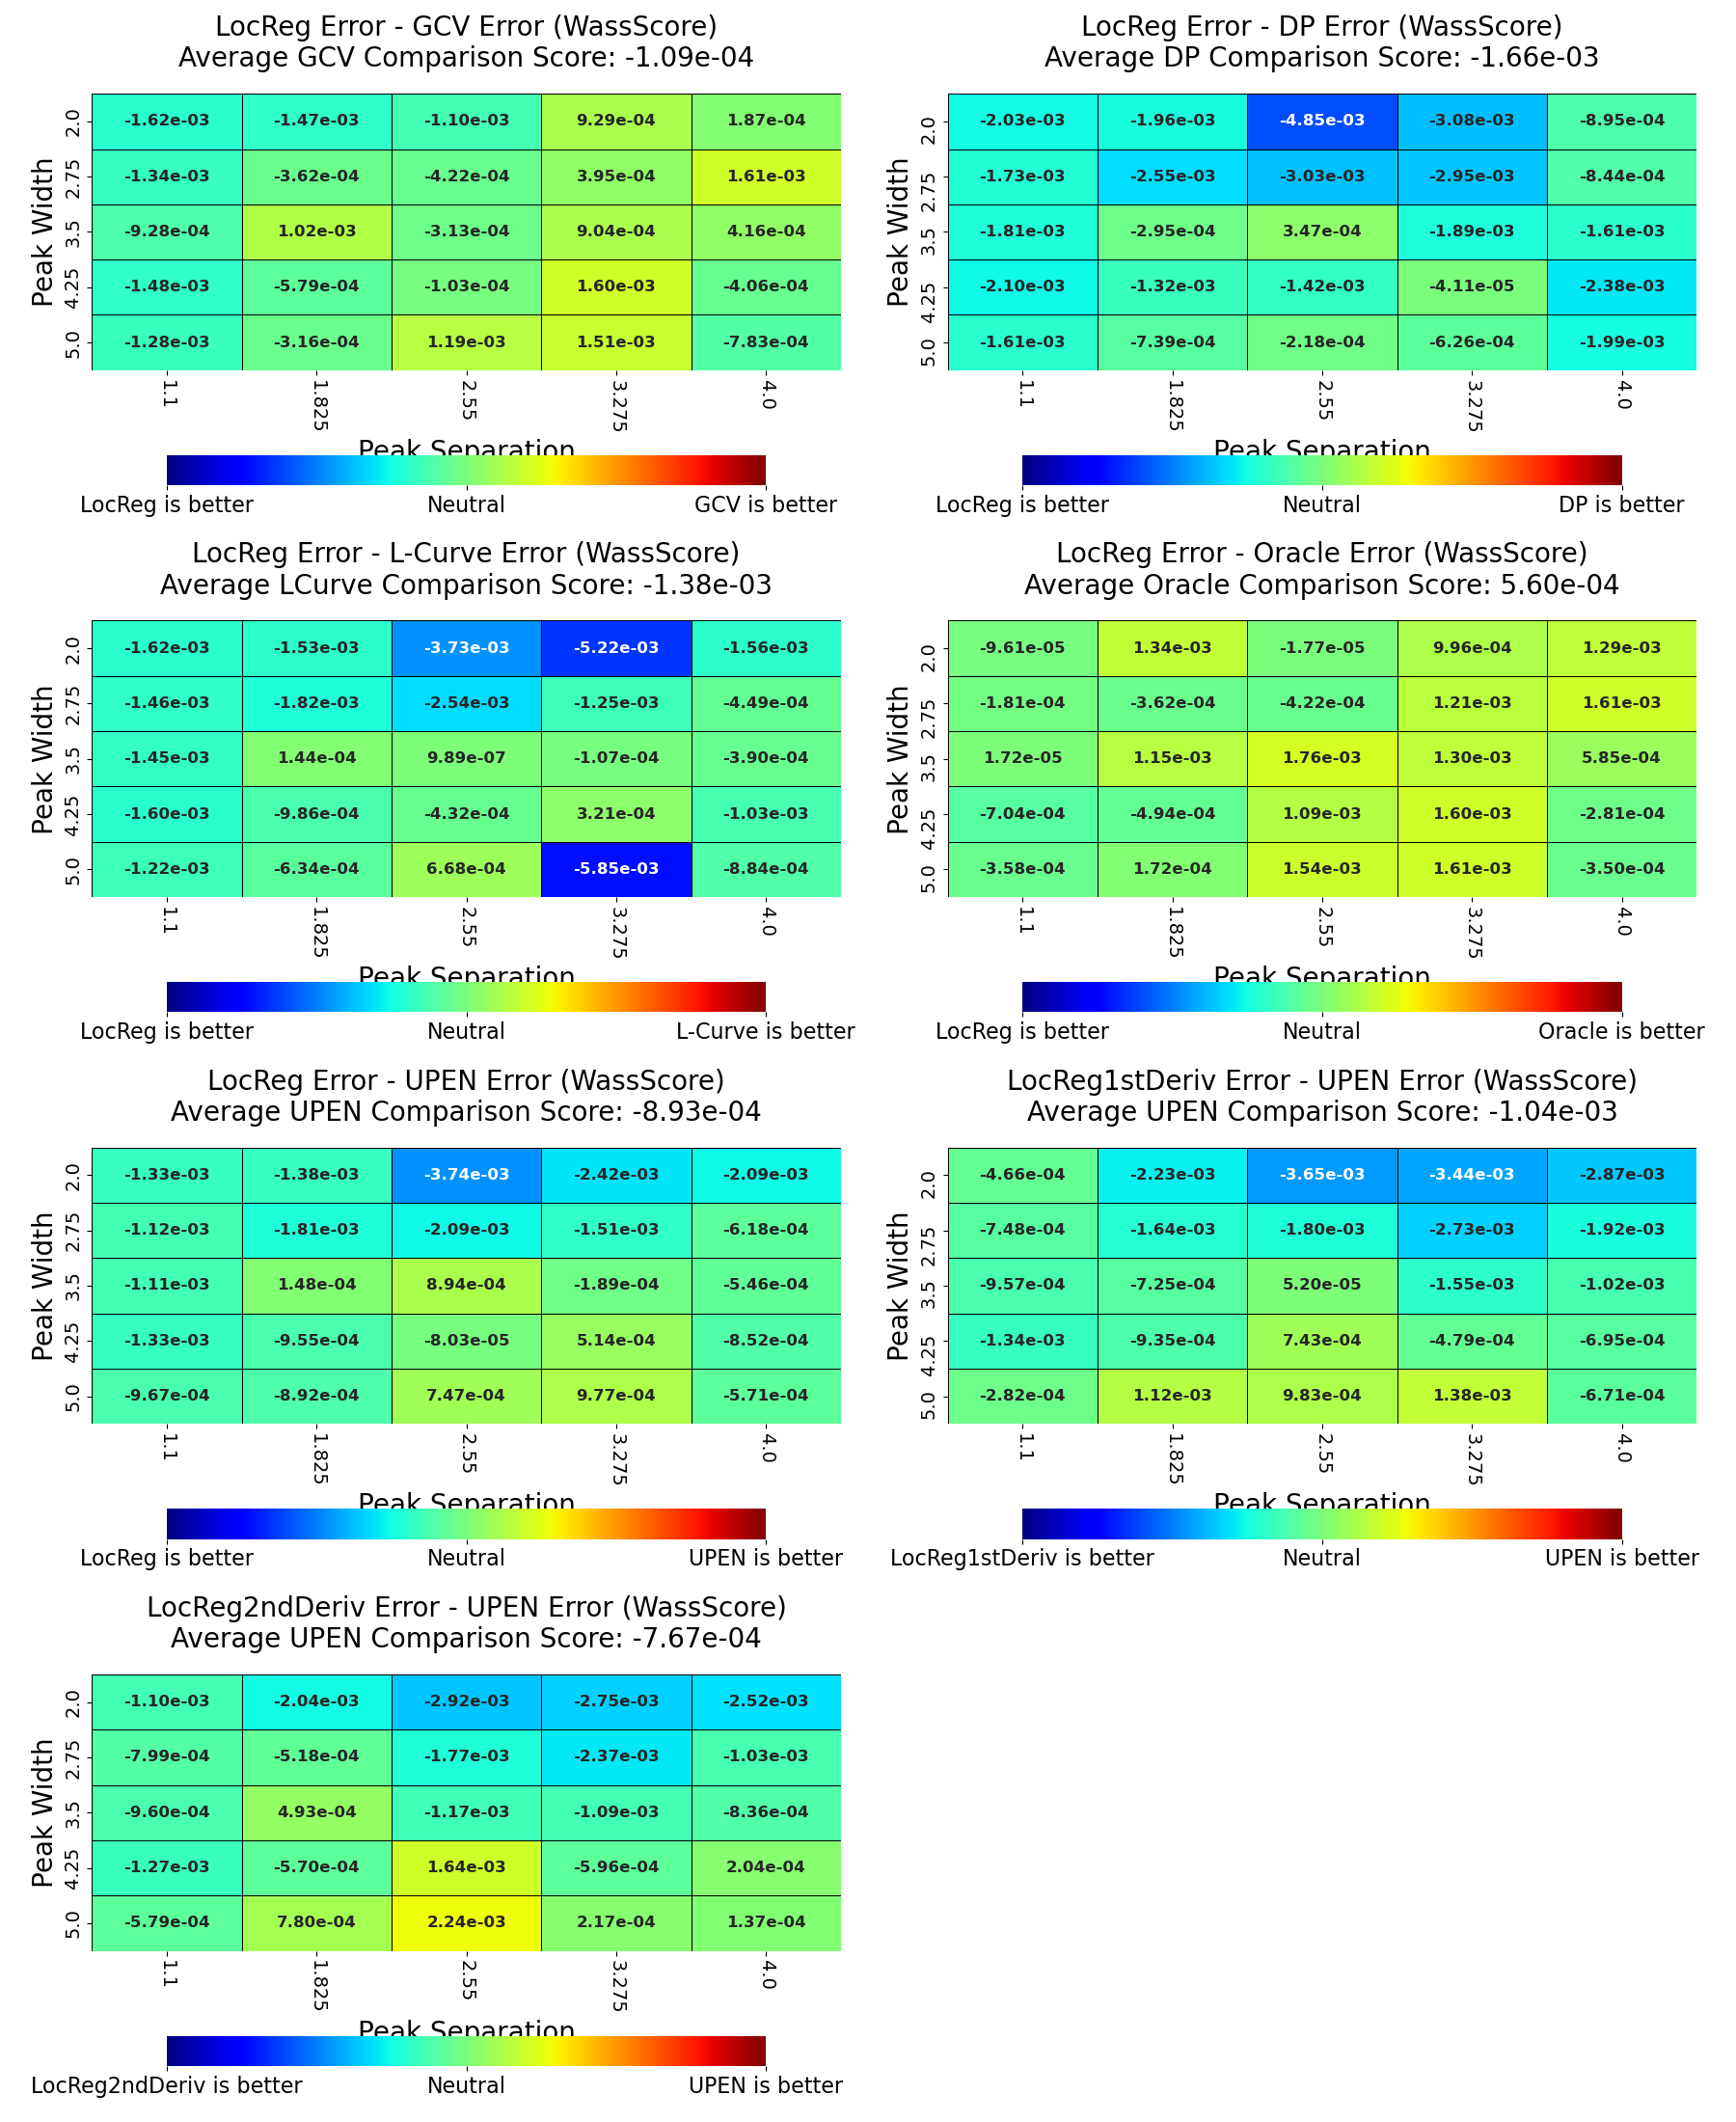 LocReg Error - GCV Error (WassScore)
Average GCV Comparison Score: -1.09e-04
Peak Width
2.0 -1.62e-03 -1.47e-03 -1.10e-03 9.29e-04 1.87e-04
2.75 -1.34e-03 -3.62e-04 -4.22e-04 3.95e-04 1.61e-03
3.5 -9.28e-04 1.02e-03 -3.13e-04 9.04e-04 4.16e-04
4.25 -1.48e-03 -5.79e-04 -1.03e-04 1.60e-03 -4.06e-04
5.0 -1.28e-03 -3.16e-04 1.19e-03 1.51e-03 -7.83e-04
1.1 1.825 2.55 3.275 4.0
Peak Separation
LocReg is better Neutral GCV is better
LocReg Error - DP Error (WassScore)
Average DP Comparison Score: -1.66e-03
Peak Width
2.0 -2.03e-03 -1.96e-03 -4.85e-03 -3.08e-03 -8.95e-04
2.75 -1.73e-03 -2.55e-03 -3.03e-03 -2.95e-03 -8.44e-04
3.5 -1.81e-03 -2.95e-04 3.47e-04 -1.89e-03 -1.61e-03
4.25 -2.10e-03 -1.32e-03 -1.42e-03 -4.11e-05 -2.38e-03
5.0 -1.61e-03 -7.39e-04 -2.18e-04 -6.26e-04 -1.99e-03
1.1 1.825 2.55 3.275 4.0
Peak Separation
LocReg is better Neutral DP is better
LocReg Error - L-Curve Error (WassScore)
Average LCurve Comparison Score: -1.38e-03
Peak Width
2.0 -1.62e-03 -1.53e-03 -3.73e-03 -5.22e-03 -1.56e-03
2.75 -1.46e-03 -1.82e-03 -2.54e-03 -1.25e-03 -4.49e-04
3.5 -1.45e-03 1.44e-04 9.89e-07 -1.07e-04 -3.90e-04
4.25 -1.60e-03 -9.86e-04 -4.32e-04 3.21e-04 -1.03e-03
5.0 -1.22e-03 -6.34e-04 6.68e-04 -5.85e-03 -8.84e-04
1.1 1.825 2.55 3.275 4.0
Peak Separation
LocReg is better Neutral L-Curve is better
LocReg Error - Oracle Error (WassScore)
Average Oracle Comparison Score: 5.60e-04
Peak Width
2.0 -9.61e-05 1.34e-03 -1.77e-05 9.96e-04 1.29e-03
2.75 -1.81e-04 -3.62e-04 -4.22e-04 1.21e-03 1.61e-03
3.5 1.72e-05 1.15e-03 1.76e-03 1.30e-03 5.85e-04
4.25 -7.04e-04 -4.94e-04 1.09e-03 1.60e-03 -2.81e-04
5.0 -3.58e-04 1.72e-04 1.54e-03 1.61e-03 -3.50e-04
1.1 1.825 2.55 3.275 4.0
Peak Separation
LocReg is better Neutral Oracle is better
LocReg Error - UPEN Error (WassScore)
Average UPEN Comparison Score: -8.93e-04
Peak Width
2.0 -1.33e-03 -1.38e-03 -3.74e-03 -2.42e-03 -2.09e-03
2.75 -1.12e-03 -1.81e-03 -2.09e-03 -1.51e-03 -6.18e-04
3.5 -1.11e-03 1.48e-04 8.94e-04 -1.89e-04 -5.46e-04
4.25 -1.33e-03 -9.55e-04 -8.03e-05 5.14e-04 -8.52e-04
5.0 -9.67e-04 -8.92e-04 7.47e-04 9.77e-04 -5.71e-04
1.1 1.825 2.55 3.275 4.0
Peak Separation
LocReg is better Neutral UPEN is better
LocReg1stDeriv Error - UPEN Error (WassScore)
Average UPEN Comparison Score: -1.04e-03
Peak Width
2.0 -4.66e-04 -2.23e-03 -3.65e-03 -3.44e-03 -2.87e-03
2.75 -7.48e-04 -1.64e-03 -1.80e-03 -2.73e-03 -1.92e-03
3.5 -9.57e-04 -7.25e-04 5.20e-05 -1.55e-03 -1.02e-03
4.25 -1.34e-03 -9.35e-04 7.43e-04 -4.79e-04 -6.95e-04
5.0 -2.82e-04 1.12e-03 9.83e-04 1.38e-03 -6.71e-04
1.1 1.825 2.55 3.275 4.0
Peak Separation
LocReg1stDeriv is better Neutral UPEN is better
LocReg2ndDeriv Error - UPEN Error (WassScore)
Average UPEN Comparison Score: -7.67e-04
Peak Width
2.0 -1.10e-03 -2.04e-03 -2.92e-03 -2.75e-03 -2.52e-03
2.75 -7.99e-04 -5.18e-04 -1.77e-03 -2.37e-03 -1.03e-03
3.5 -9.60e-04 4.93e-04 -1.17e-03 -1.09e-03 -8.36e-04
4.25 -1.27e-03 -5.70e-04 1.64e-03 -5.96e-04 2.04e-04
5.0 -5.79e-04 7.80e-04 2.24e-03 2.17e-04 1.37e-04
1.1 1.825 2.55 3.275 4.0
Peak Separation
LocReg2ndDeriv is better Neutral UPEN is better